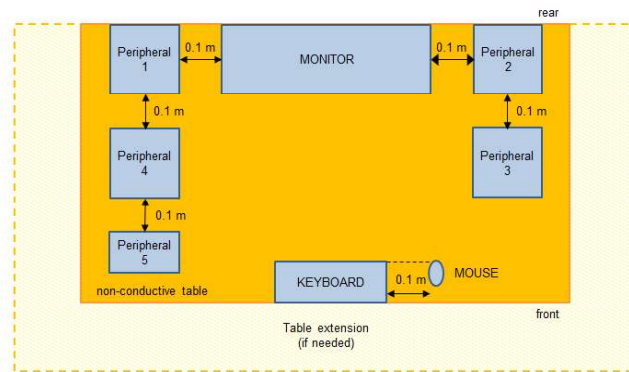 rear
Peripheral
1
0.1 m
MONITOR
0.1 m
Peripheral
2
0.1 m
0.1 m
Peripheral
4
Peripheral
3
0.1 m
Peripheral
5
KEYBOARD
0.1 m
MOUSE
non-conductive table
front
Table extension
(if needed)